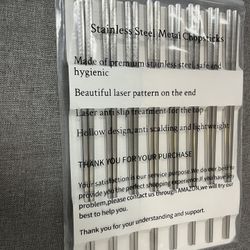 Stainless Steel Metal Chopsticks
Made of premium stainless steel, safe and
hygienic
Beautiful laser pattern on the end
Laser anti slip treatment for the top
Hollow design, anti scalding and lightweight
THANK YOU FOR YOUR PURCHASE
Your satisfaction is our service purpose. We do our best to
provide you the perfect shopping experience. If you have any
problem, please contact us through AMAZON, we will try our
best to help you.
Thank you for your understanding and support.